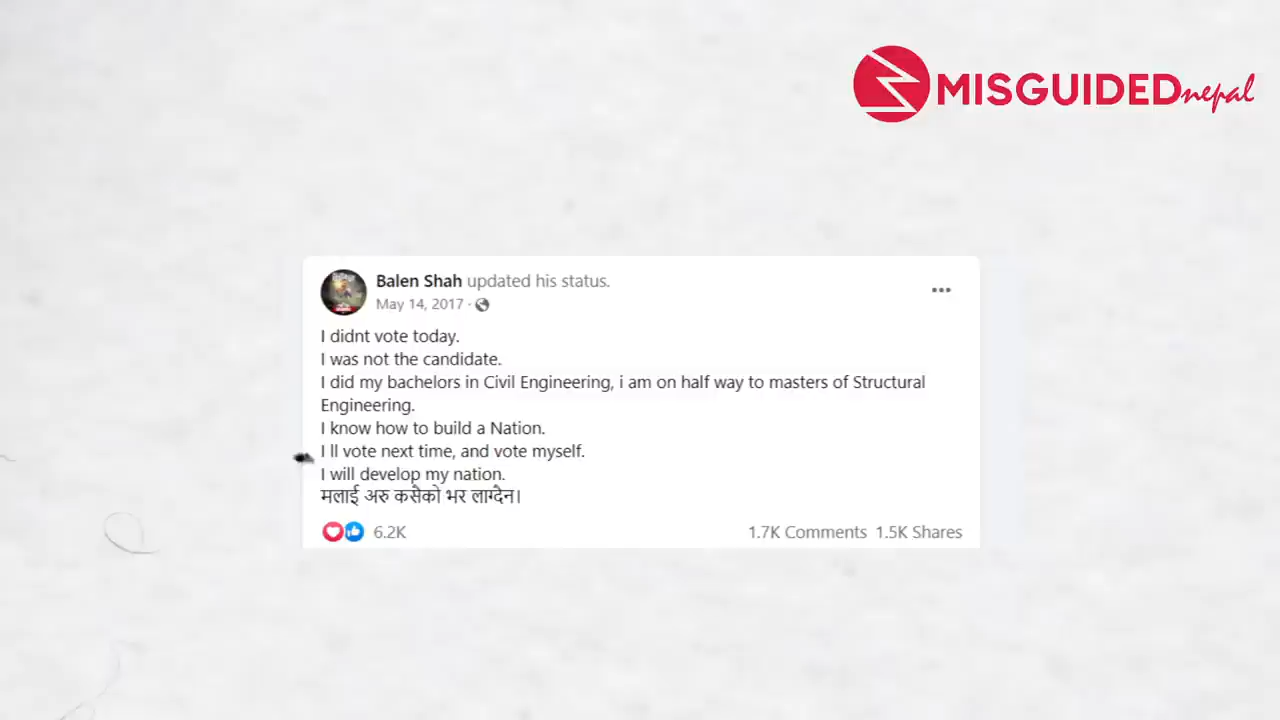 MISGUIDED nepal
Balen Shah updated his status.
May 14, 2017 ·
I didnt vote today.
I was not the candidate.
I did my bachelors in Civil Engineering, i am on half way to masters of Structural
Engineering.
I know how to build a Nation.
I ll vote next time, and vote myself.
I will develop my nation.
मलाई अरु कसैको भर लाग्दैन।
6.2K 1.7K Comments 1.5K Shares